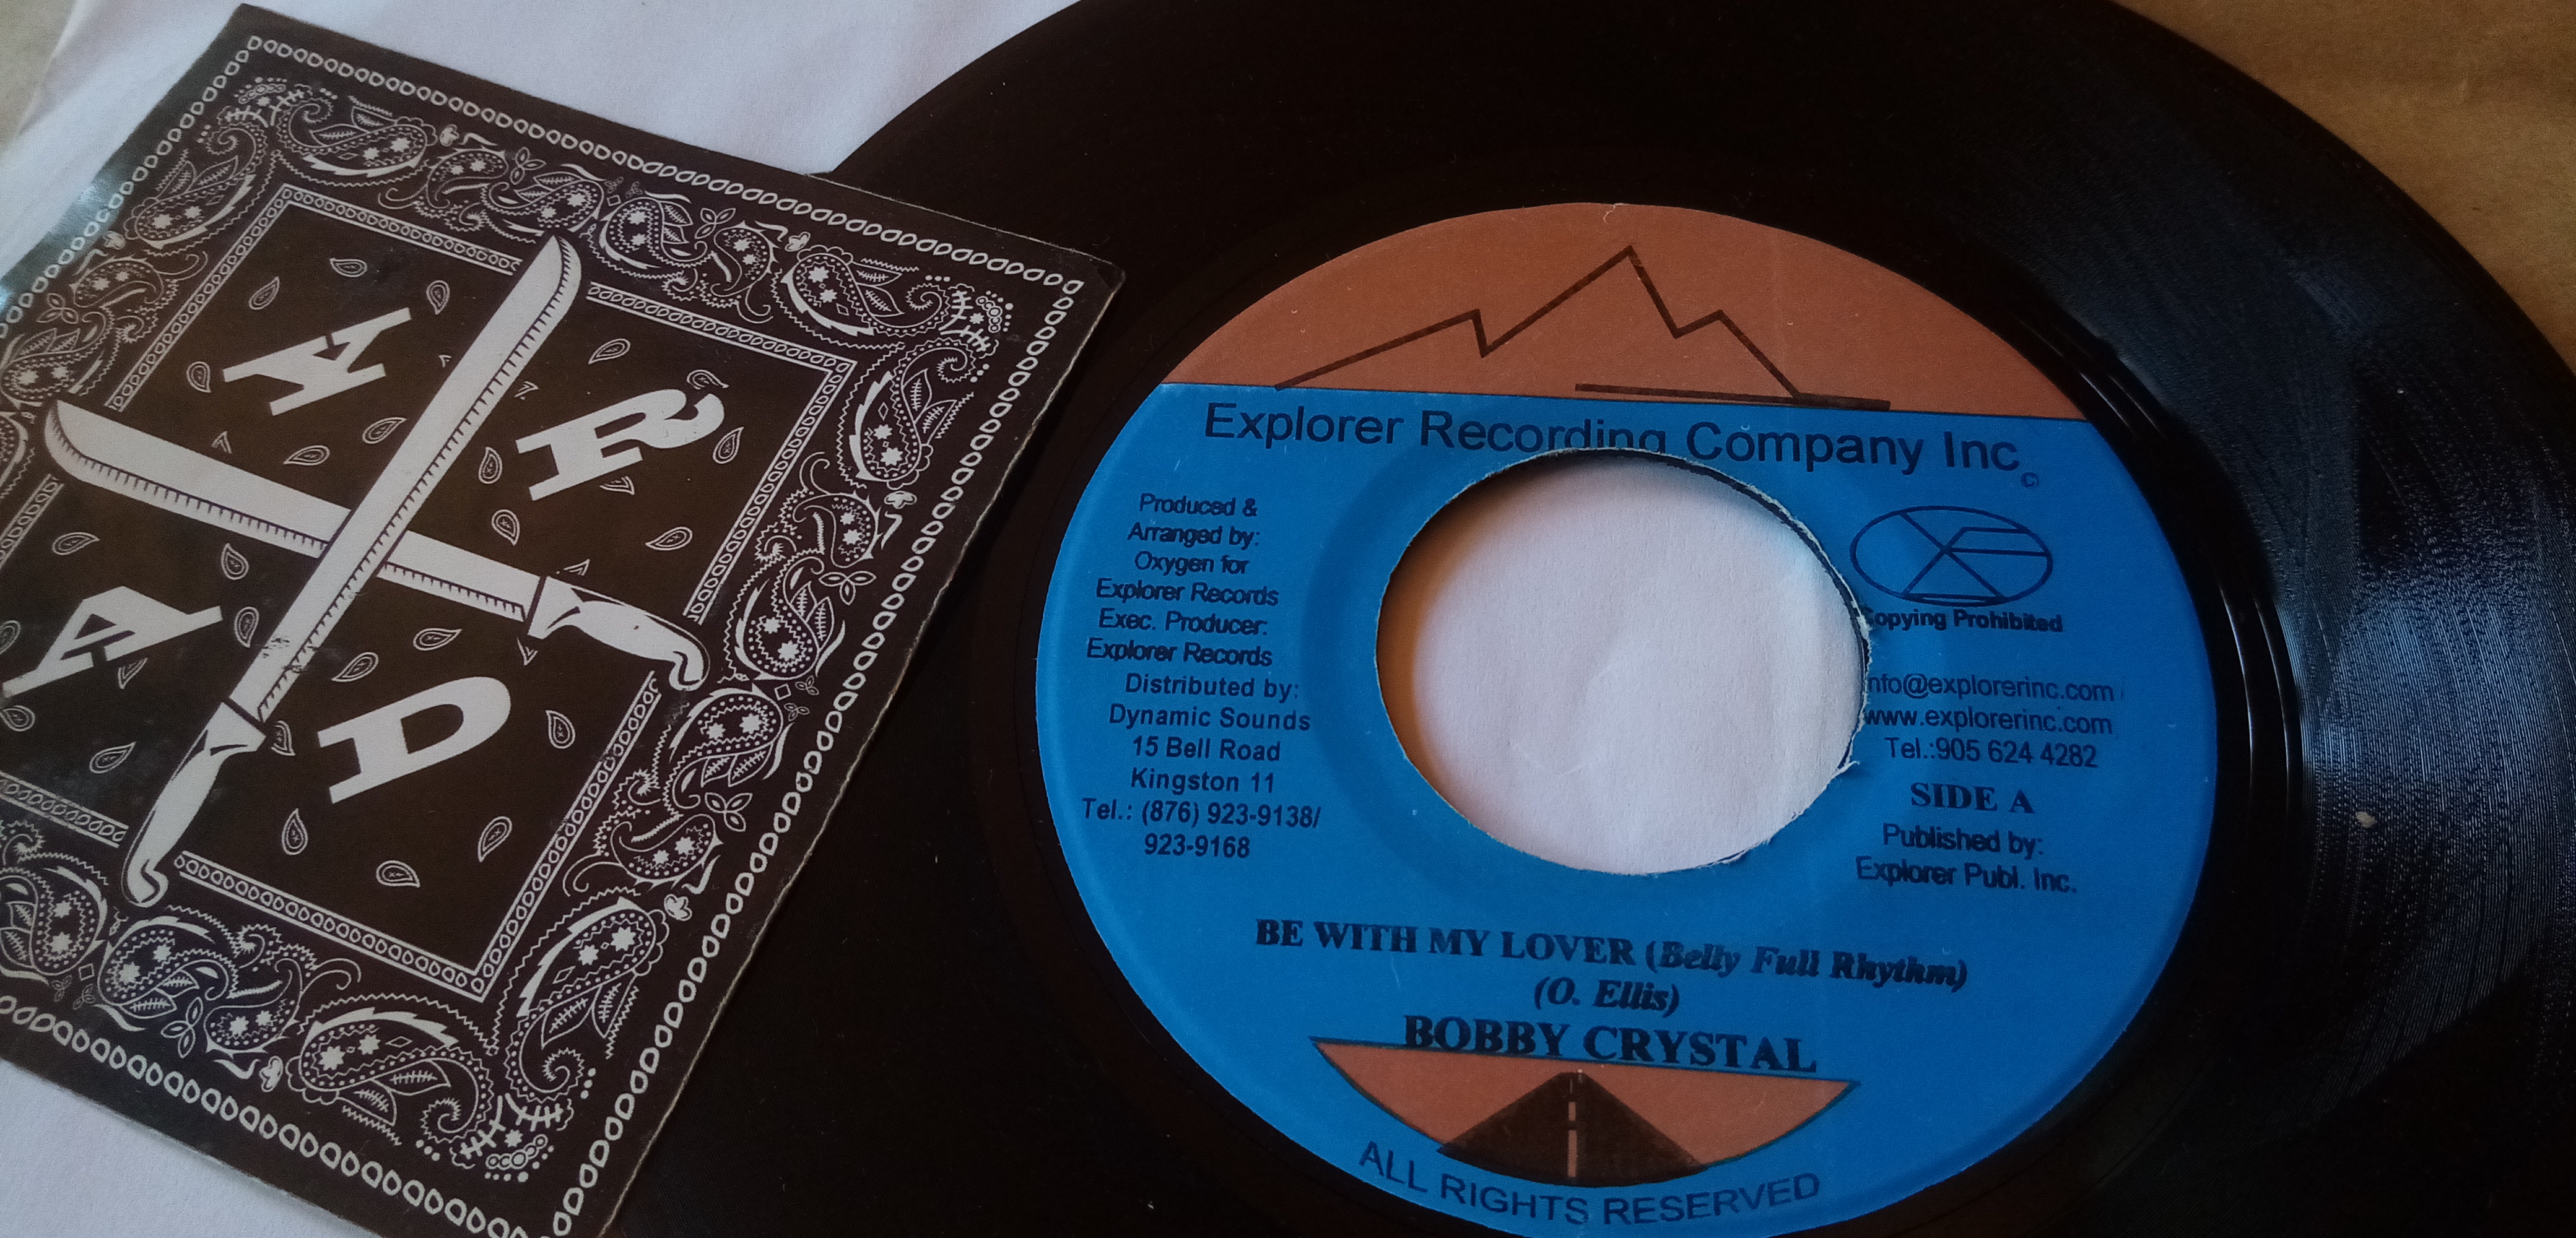 Y R
A D
Explorer Recording Company Inc ©
Produced &
Arranged by:
Oxygen for
Explorer Records
Exec. Producer:
Explorer Records
Distributed by:
Dynamic Sounds
15 Bell Road
Kingston 11
Tel.: (876) 923-9138/
923-9168
Copying Prohibited
nfo@explorerinc.com
www.explorerinc.com
Tel.:905 624 4282
SIDE A
Published by:
Explorer Publ. Inc.
BE WITH MY LOVER (Belly Full Rhythm)
(O. Ellis)
BOBBY CRYSTAL
ALL RIGHTS RESERVED